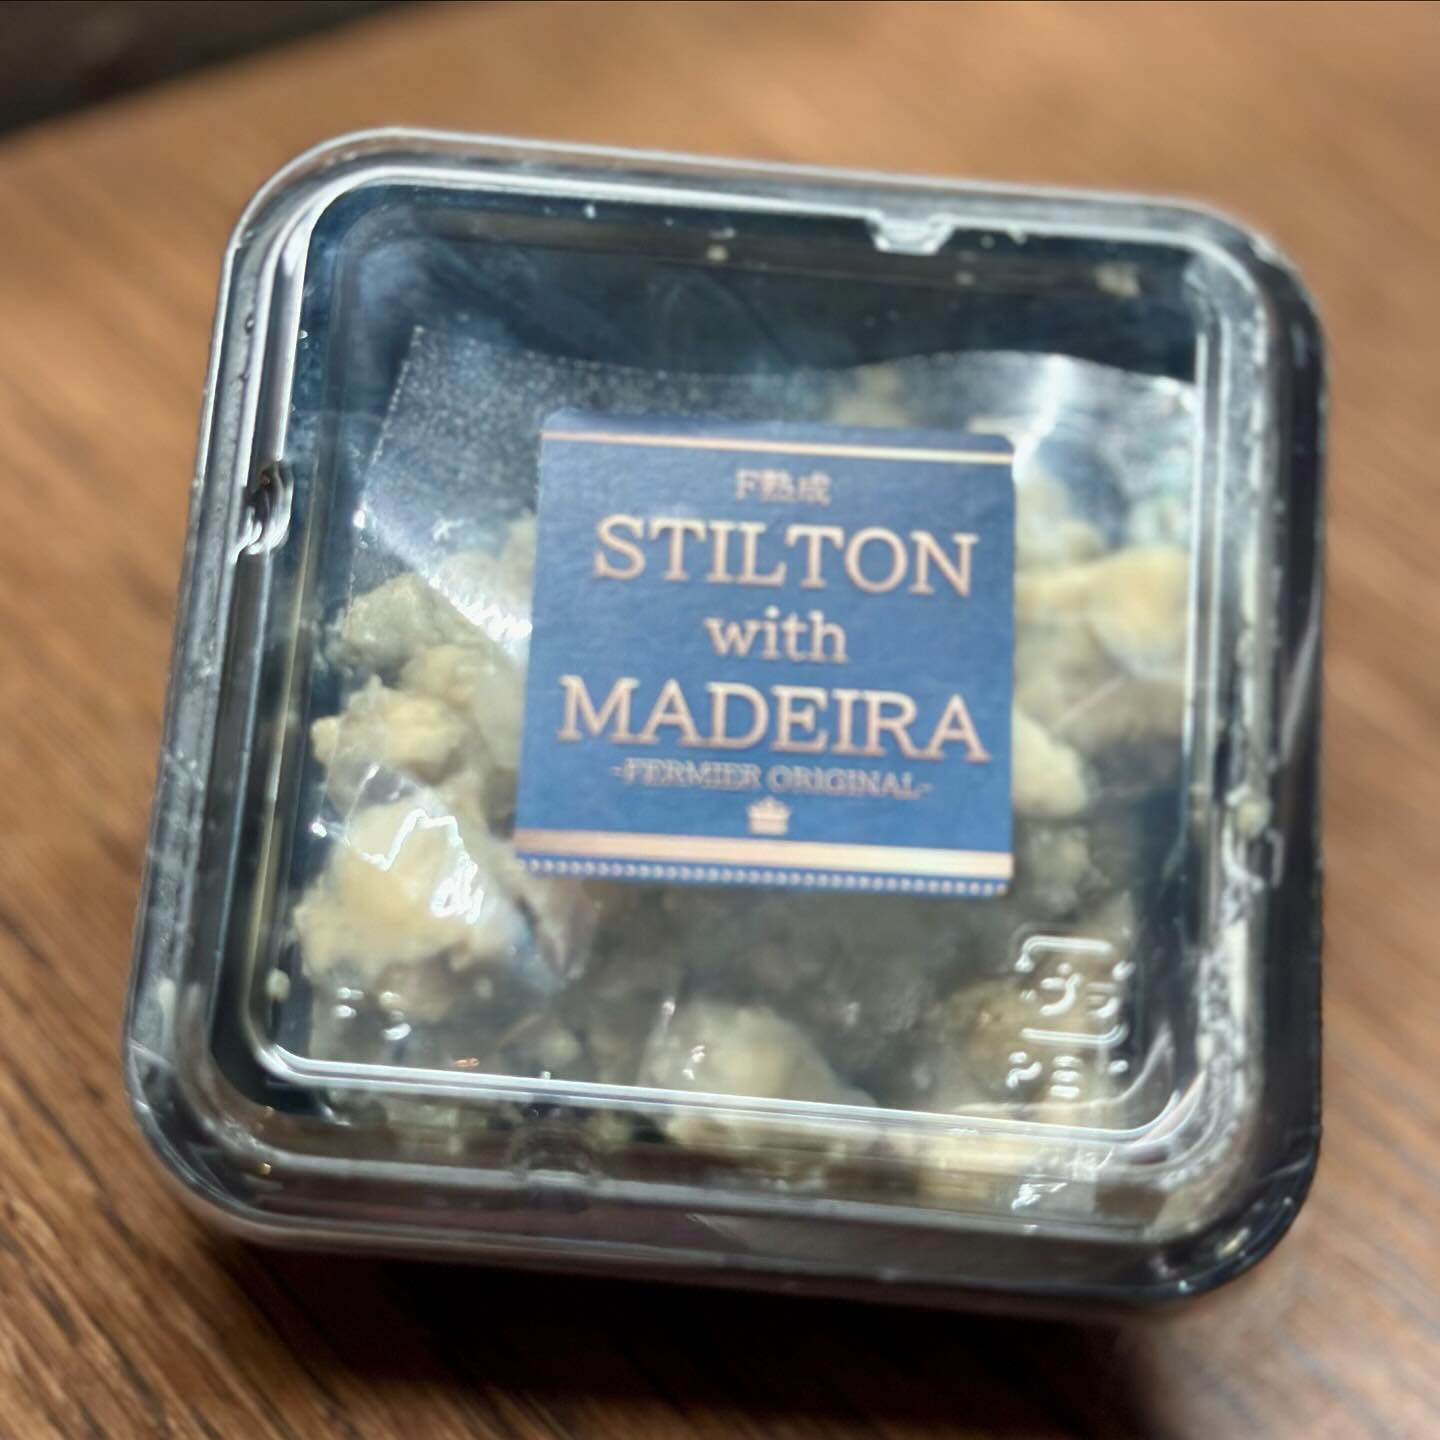 F熟成
STILTON
with
MADEIRA
-FERMIER ORIGINAL-